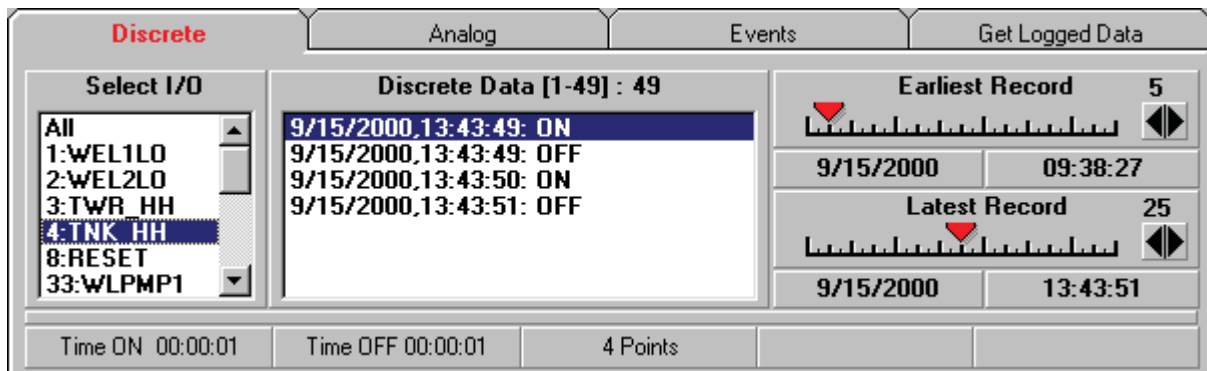 Discrete
Analog
Events
Get Logged Data
Select I/O
All
1:WEL1LO
2:WEL2LO
3:TWR_HH
4:TNK_HH
8:RESET
33:WLPMP1
Discrete Data [1-49] : 49
9/15/2000,13:43:49: ON
9/15/2000,13:43:49: OFF
9/15/2000,13:43:50: ON
9/15/2000,13:43:51: OFF
Earliest Record 5
9/15/2000 09:38:27
Latest Record 25
9/15/2000 13:43:51
Time ON 00:00:01
Time OFF 00:00:01
4 Points